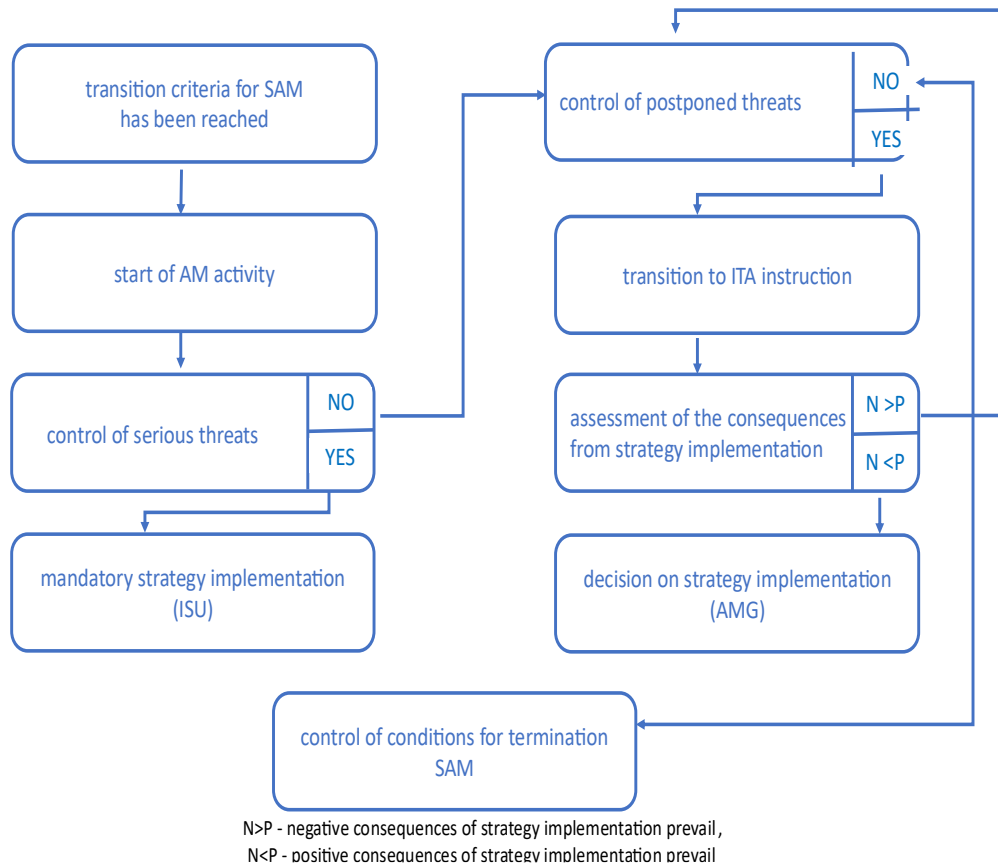 transition criteria for SAM
has been reached
start of AM activity
control of serious threats
NO
YES
mandatory strategy implementation
(ISU)
control of postponed threats
NO
YES
transition to ITA instruction
assessment of the consequences
from strategy implementation
N >P
N <P
decision on strategy implementation
(AMG)
control of conditions for termination
SAM
N>P - negative consequences of strategy implementation prevail ,
N<P - positive consequences of strategy implementation prevail